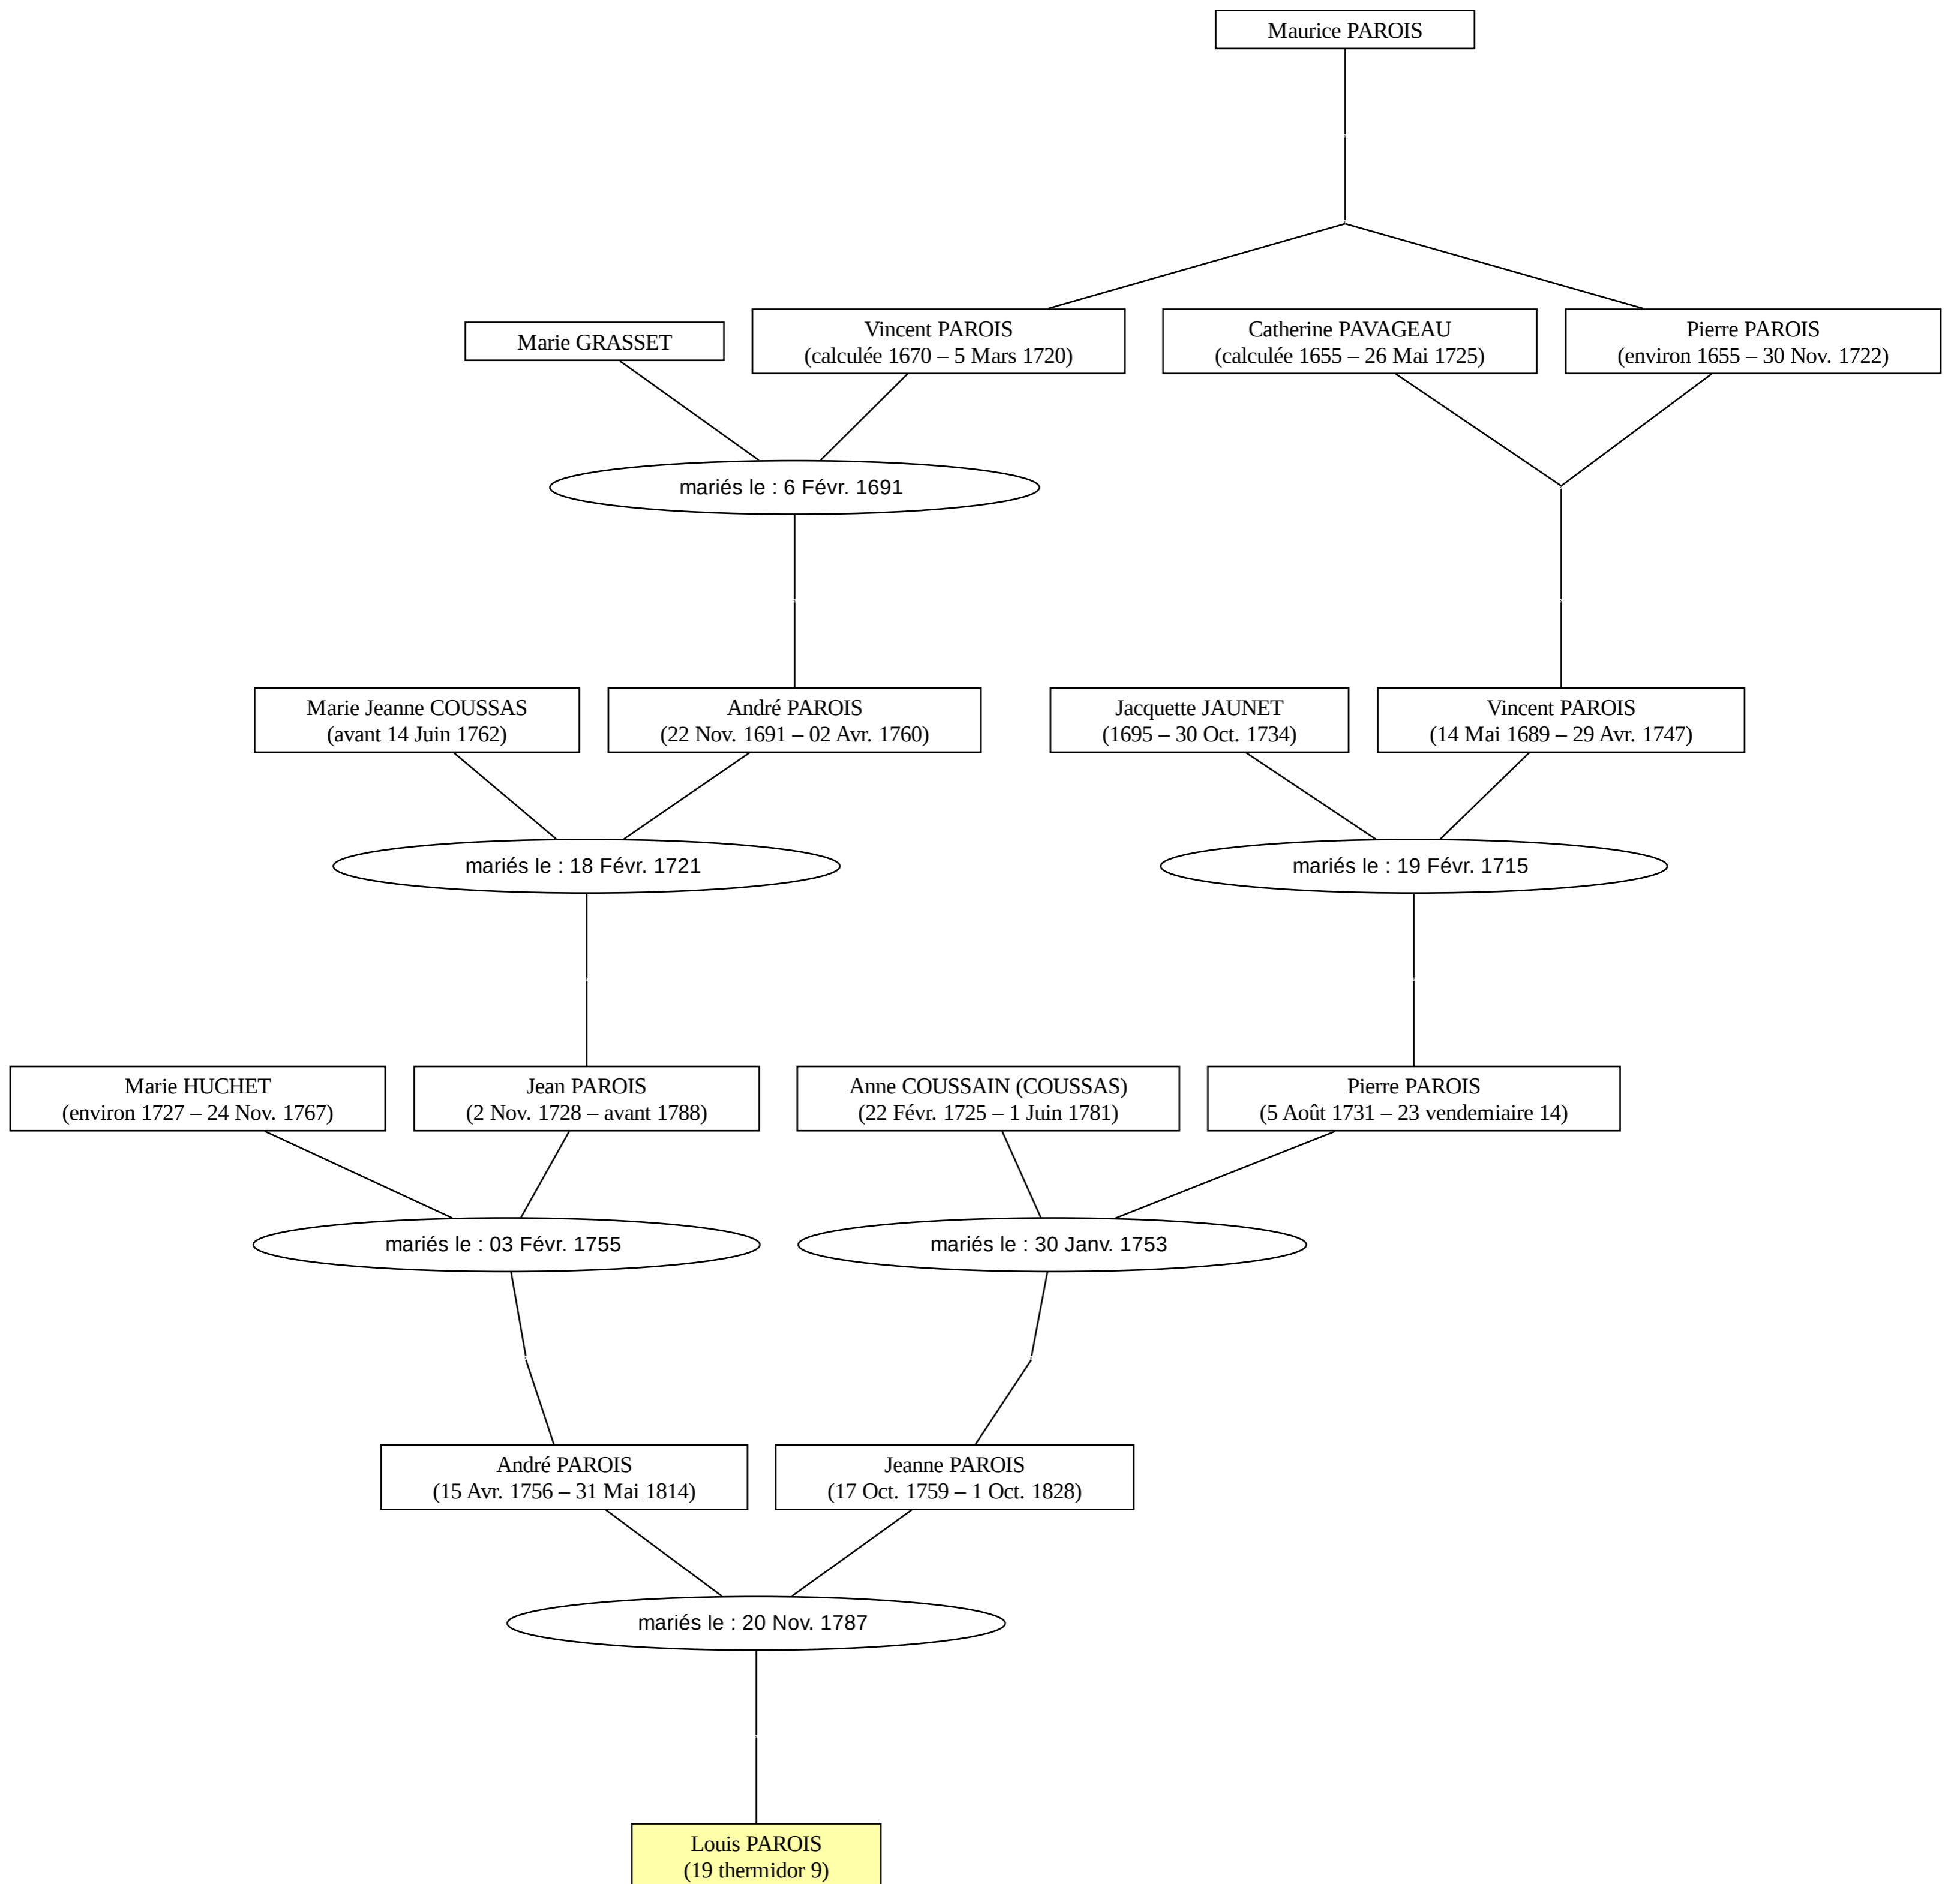 Maurice PAROIS
Marie GRASSET
Vincent PAROIS
(calculée 1670 – 5 Mars 1720)
Catherine PAVAGEAU
(calculée 1655 – 26 Mai 1725)
Pierre PAROIS
(environ 1655 – 30 Nov. 1722)
mariés le : 6 Févr. 1691
Marie Jeanne COUSSAS
(avant 14 Juin 1762)
André PAROIS
(22 Nov. 1691 – 02 Avr. 1760)
Jacquette JAUNET
(1695 – 30 Oct. 1734)
Vincent PAROIS
(14 Mai 1689 – 29 Avr. 1747)
mariés le : 18 Févr. 1721
mariés le : 19 Févr. 1715
Marie HUCHET
(environ 1727 – 24 Nov. 1767)
Jean PAROIS
(2 Nov. 1728 – avant 1788)
Anne COUSSAIN (COUSSAS)
(22 Févr. 1725 – 1 Juin 1781)
Pierre PAROIS
(5 Août 1731 – 23 vendemiaire 14)
mariés le : 03 Févr. 1755
mariés le : 30 Janv. 1753
André PAROIS
(15 Avr. 1756 – 31 Mai 1814)
Jeanne PAROIS
(17 Oct. 1759 – 1 Oct. 1828)
mariés le : 20 Nov. 1787
Louis PAROIS
(19 thermidor 9)